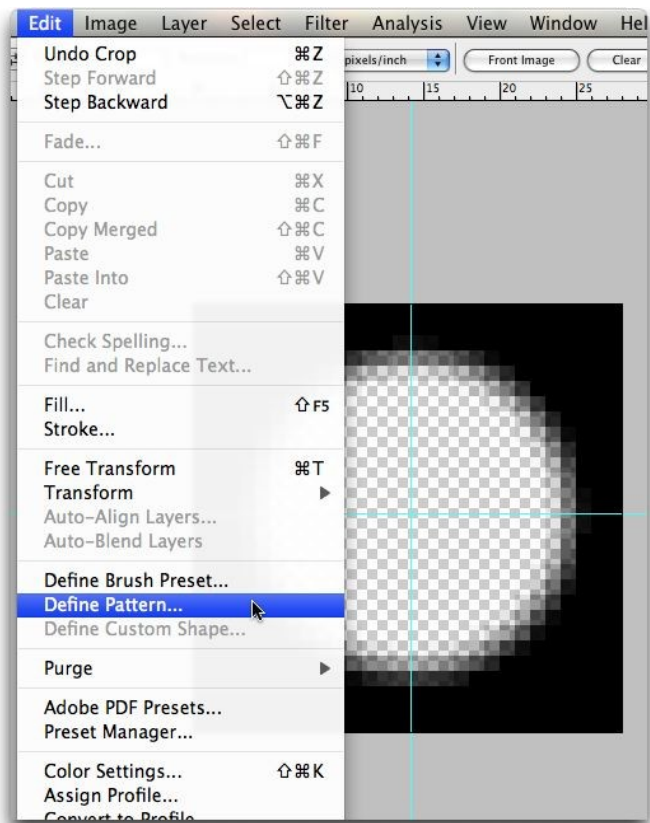 Edit Image Layer Select Filter Analysis View Window Hel
pixels/inch Front Image Clear
10 15 20 25
Undo Crop ⌘Z
Step Forward ⇧⌘Z
Step Backward ⌥⌘Z
Fade... ⇧⌘F
Cut ⌘X
Copy ⌘C
Copy Merged ⇧⌘C
Paste ⌘V
Paste Into ⇧⌘V
Clear
Check Spelling...
Find and Replace Text...
Fill... ⇧F5
Stroke...
Free Transform ⌘T
Transform ▶
Auto-Align Layers...
Auto-Blend Layers
Define Brush Preset...
Define Pattern...
Define Custom Shape...
Purge ▶
Adobe PDF Presets...
Preset Manager...
Color Settings... ⇧⌘K
Assign Profile...
Convert to Profile